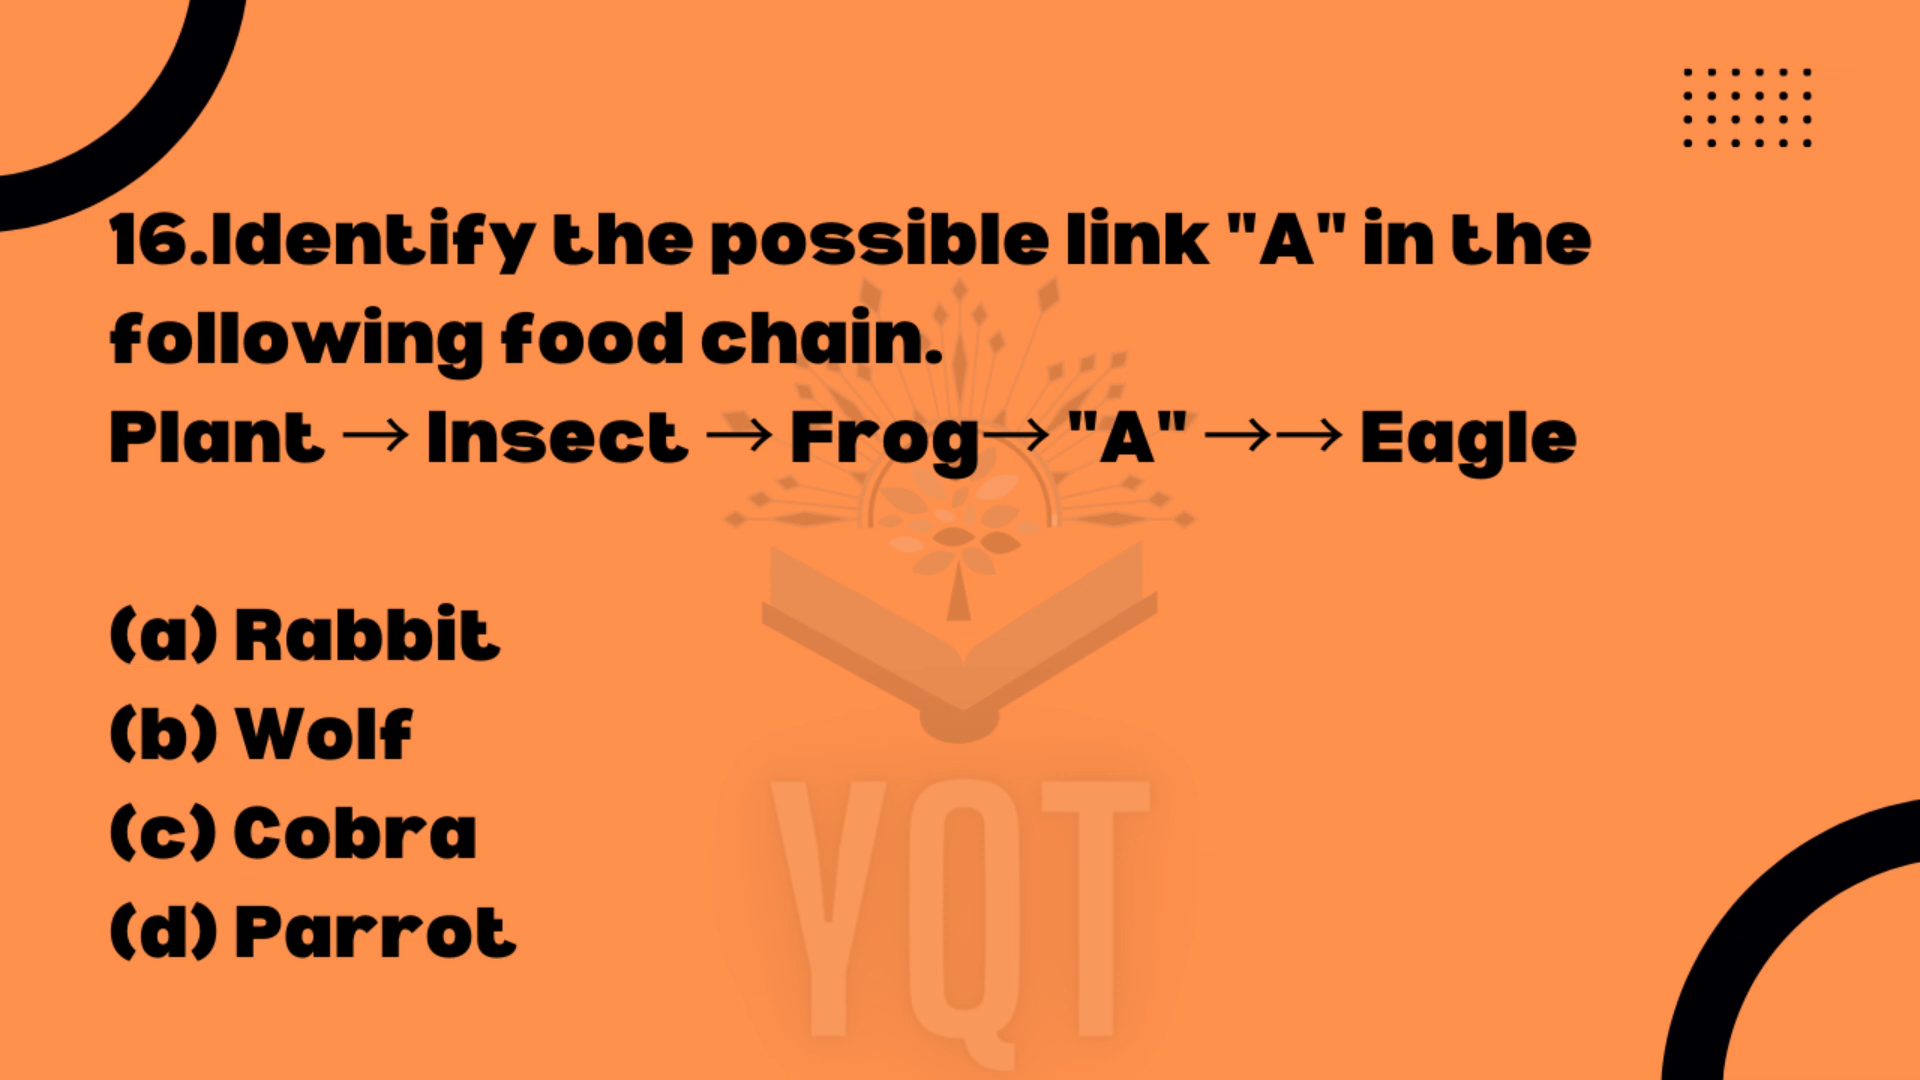 16.Identify the possible link "A" in the
following food chain.
Plant → Insect → Frog→ "A" →→ Eagle
(a) Rabbit
(b) Wolf
(c) Cobra
(d) Parrot
YQT